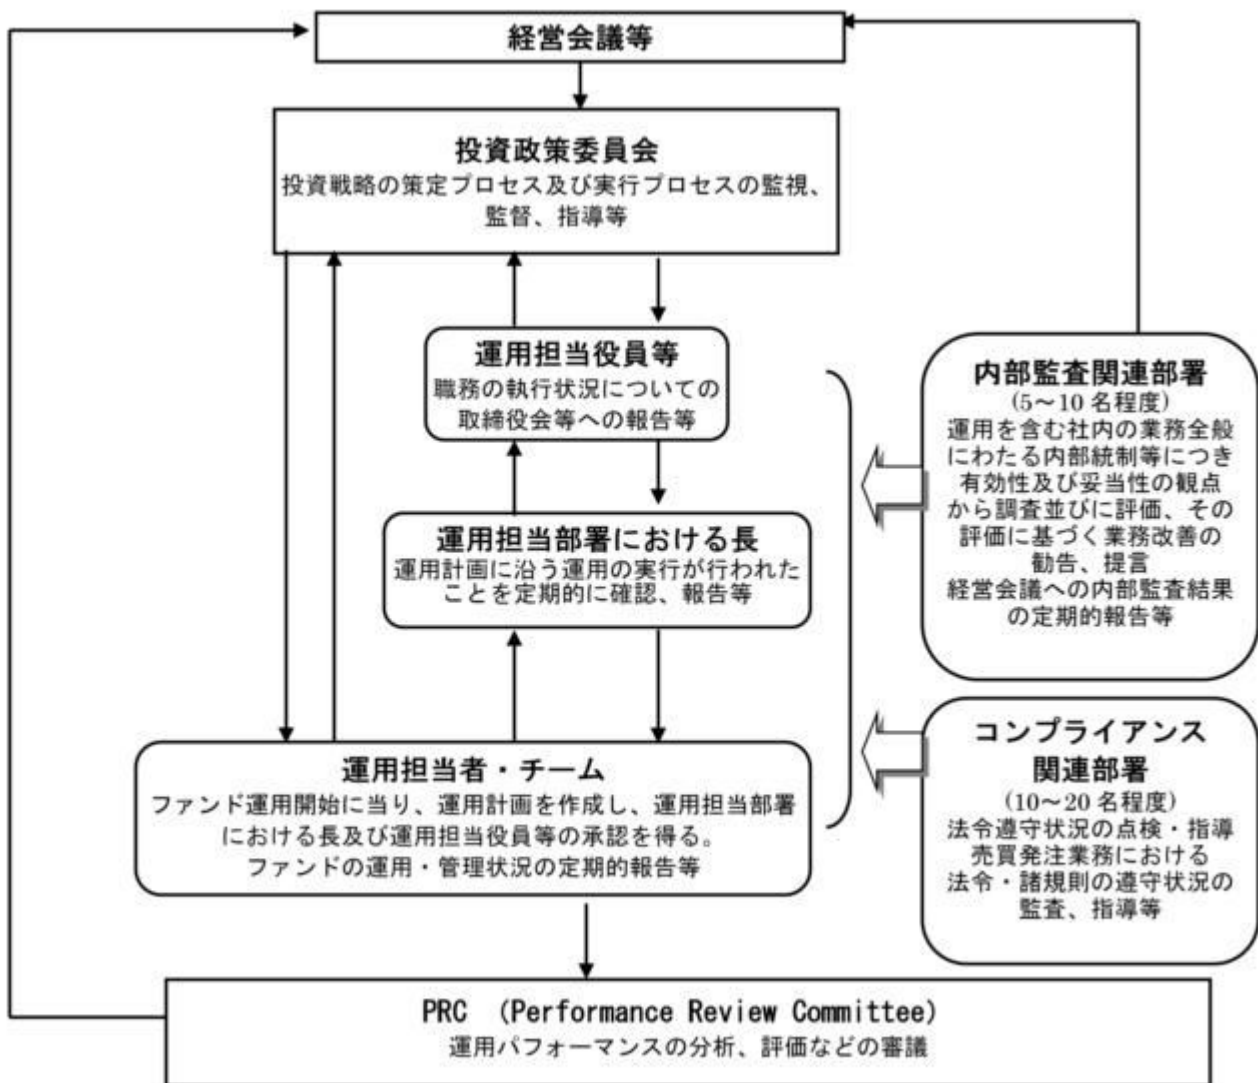 経営会議等
投資政策委員会
投資戦略の策定プロセス及び実行プロセスの監視、
監督、指導等
運用担当役員等
職務の執行状況についての
取締役会等への報告等
運用担当部署における長
運用計画に沿う運用の実行が行われた
ことを定期的に確認、報告等
運用担当者・チーム
ファンド運用開始に当り、運用計画を作成し、運用担当部署
における長及び運用担当役員等の承認を得る。
ファンドの運用・管理状況の定期的報告等
内部監査関連部署
(5～10 名程度)
運用を含む社内の業務全般
にわたる内部統制等につき
有効性及び妥当性の観点
から調査並びに評価、その
評価に基づく業務改善の
勧告、提言
経営会議への内部監査結果
の定期的報告等
コンプライアンス
関連部署
(10～20 名程度)
法令遵守状況の点検・指導
売買発注業務における
法令・諸規則の遵守状況の
監査、指導等
PRC （Performance Review Committee）
運用パフォーマンスの分析、評価などの審議